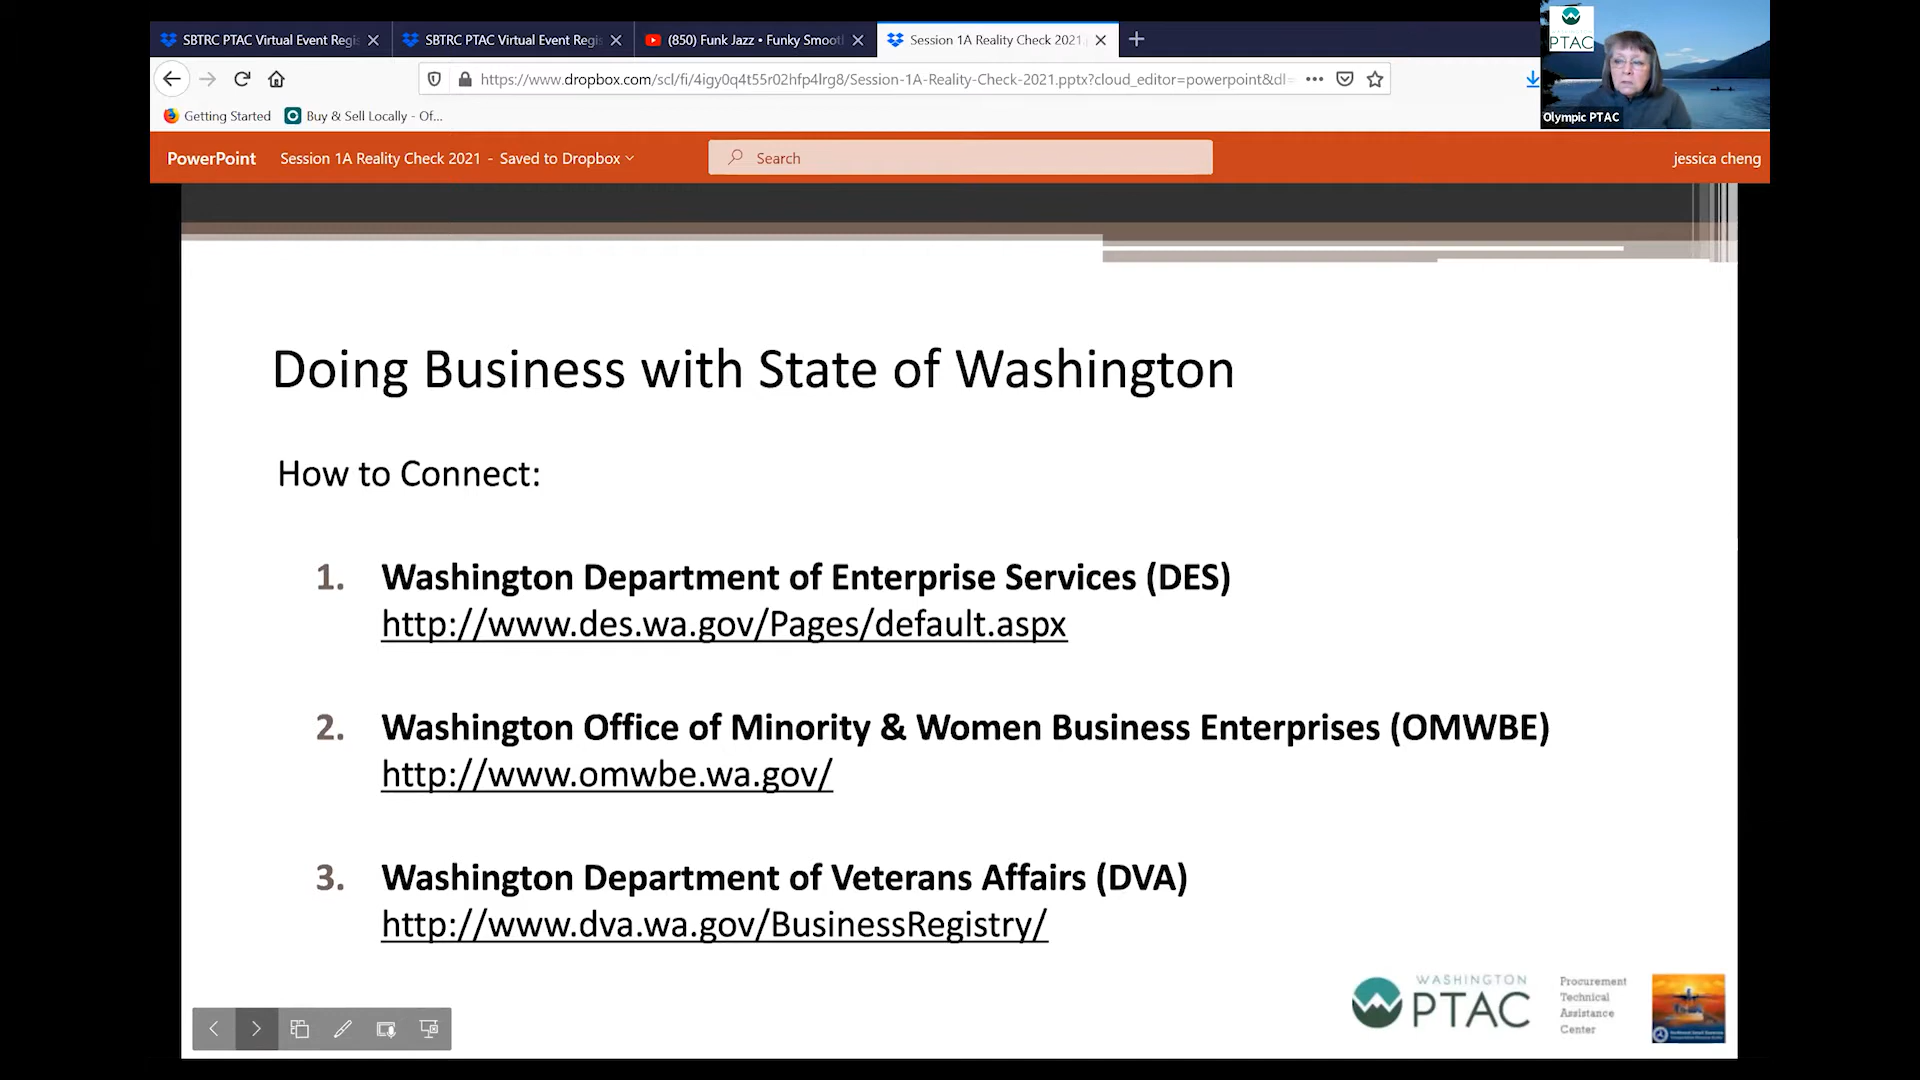 SBTRC PTAC Virtual Event Regis
SBTRC PTAC Virtual Event Regis
(850) Funk Jazz • Funky Smooth
Session 1A Reality Check 2021.
https://www.dropbox.com/scl/fi/4igy0q4t55r02hfp4lrg8/Session-1A-Reality-Check-2021.pptx?cloud_editor=powerpoint&dl=
PTAC
Olympic PTAC
Getting Started
Buy & Sell Locally - Of...
PowerPoint
Session 1A Reality Check 2021 - Saved to Dropbox
Search
jessica cheng
Doing Business with State of Washington
How to Connect:
1. Washington Department of Enterprise Services (DES)
http://www.des.wa.gov/Pages/default.aspx
2. Washington Office of Minority & Women Business Enterprises (OMWBE)
http://www.omwbe.wa.gov/
3. Washington Department of Veterans Affairs (DVA)
http://www.dva.wa.gov/BusinessRegistry/
WASHINGTON
PTAC
Procurement
Technical
Assistance
Center